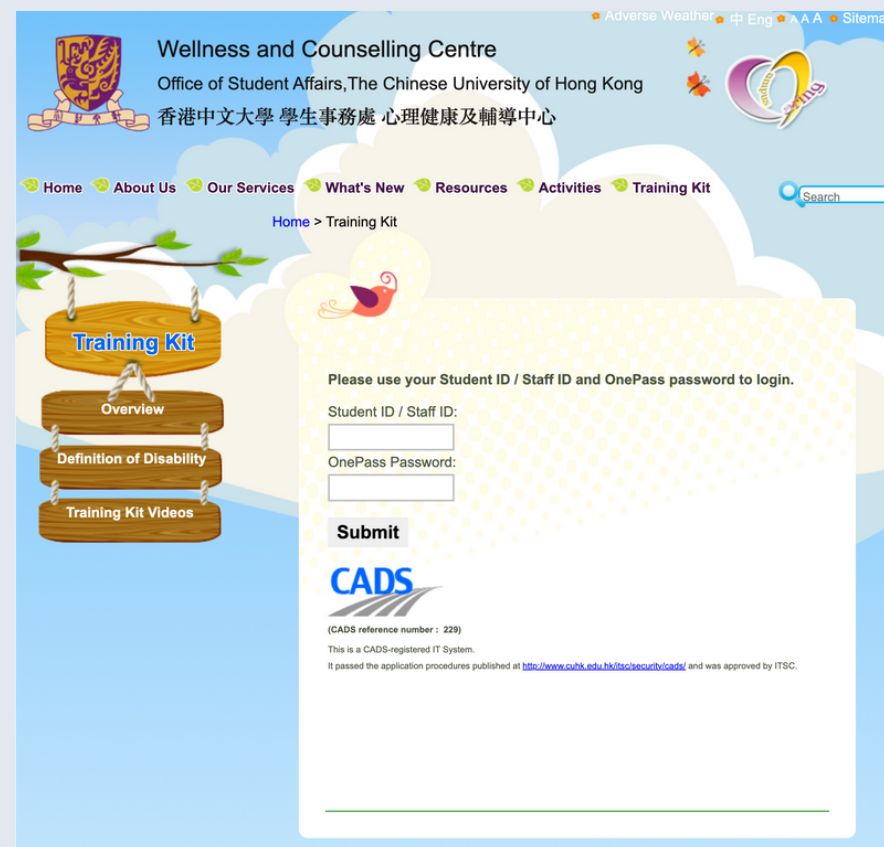 Adverse Weather 中 Eng A A A Sitema
Wellness and Counselling Centre
Office of Student Affairs,The Chinese University of Hong Kong
香港中文大學 學生事務處 心理健康及輔導中心
Home About Us Our Services What's New Resources Activities Training Kit
Search
Home > Training Kit
Training Kit
Overview
Definition of Disability
Training Kit Videos
Please use your Student ID / Staff ID and OnePass password to login.
Student ID / Staff ID:
OnePass Password:
Submit
CADS
(CADS reference number : 229)
This is a CADS-registered IT System.
It passed the application procedures published at http://www.cuhk.edu.hk/itsc/security/cads/ and was approved by ITSC.